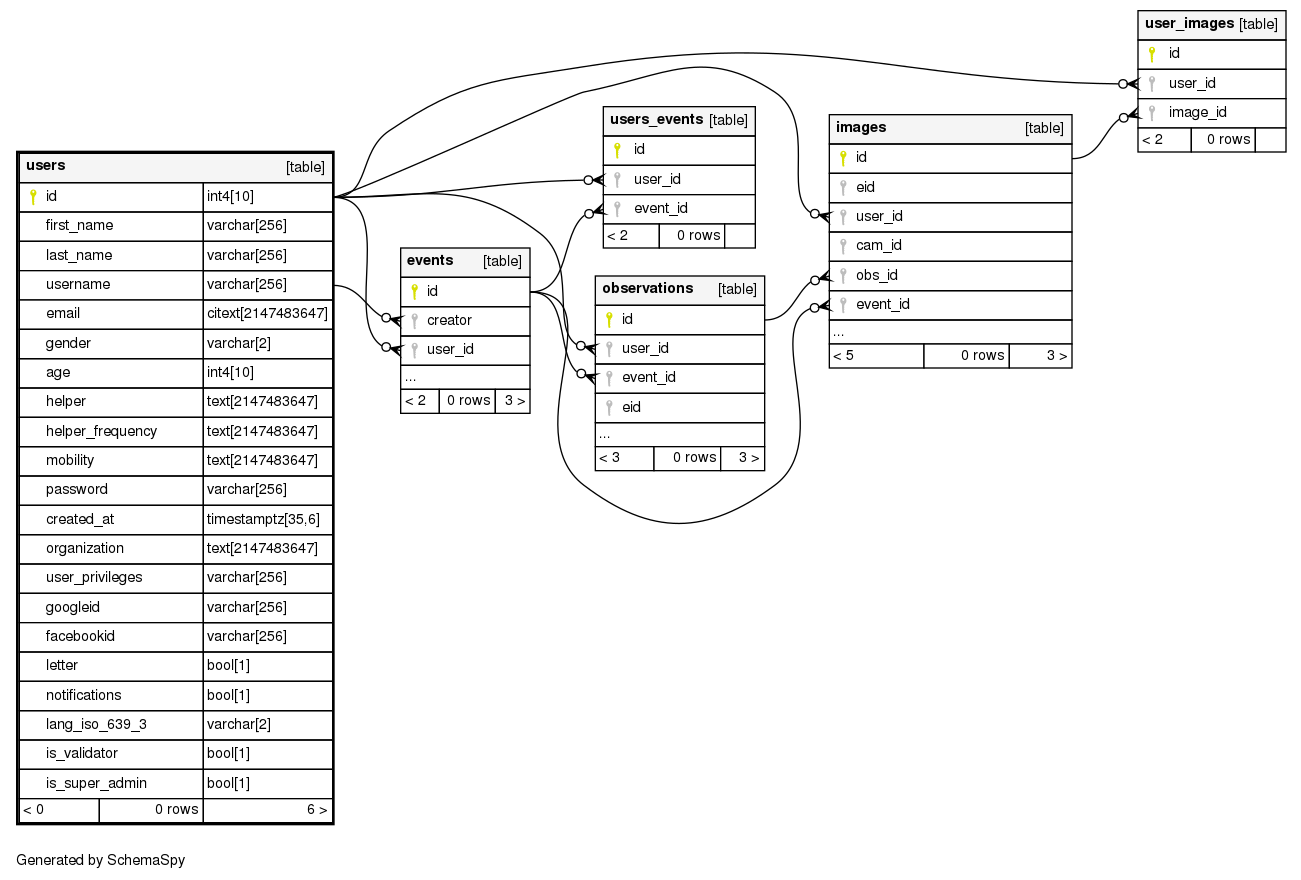 users [table]
id int4[10]
first_name varchar[256]
last_name varchar[256]
username varchar[256]
email citext[2147483647]
gender varchar[2]
age int4[10]
helper text[2147483647]
helper_frequency text[2147483647]
mobility text[2147483647]
password varchar[256]
created_at timestamptz[35,6]
organization text[2147483647]
user_privileges varchar[256]
googleid varchar[256]
facebookid varchar[256]
letter bool[1]
notifications bool[1]
lang_iso_639_3 varchar[2]
is_validator bool[1]
is_super_admin bool[1]
< 0 0 rows 6 >
events [table]
id
creator
user_id
...
< 2 0 rows 3 >
users_events [table]
id
user_id
event_id
< 2 0 rows
observations [table]
id
user_id
event_id
eid
...
< 3 0 rows 3 >
images [table]
id
eid
user_id
cam_id
obs_id
event_id
...
< 5 0 rows 3 >
user_images [table]
id
user_id
image_id
< 2 0 rows
Generated by SchemaSpy